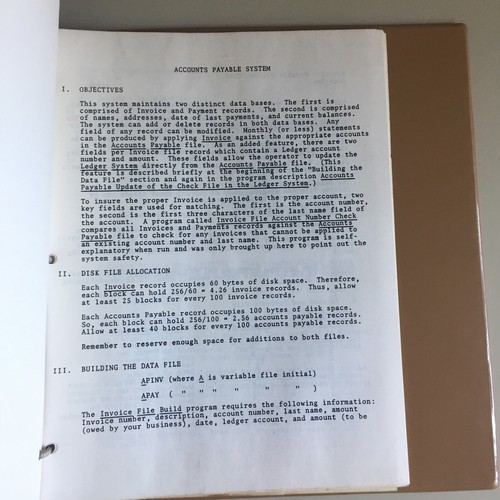 ACCOUNTS PAYABLE SYSTEM
I. OBJECTIVES
This system maintains two distinct data bases. The first is
comprised of Invoice and Payment records. The second is comprised
of names, addresses, date of last payments, and current balances.
The system can add or delete records in both data bases. Any
field of any record can be modified. Monthly (or less) statements
can be produced by applying Invoice against the appropriate accounts
in the Accounts Payable file. As an added feature, there are two
fields per Invoice file record which contain a Ledger account
number and amount. These fields allow the operator to update the
Ledger System directly from the Accounts Payable file. (This
feature is described briefly at the beginning of the "Building the
Data File" section and again in the program description Accounts
Payable Update of the Check File in the Ledger System.)
To insure the proper Invoice is applied to the proper account, two
key fields are used for matching. The first is the account number,
the second is the first three characters of the last name field of
the account. A program called Invoice File Account Number Check
compares all Invoices and Payments records against the Accounts
Payable file to check for any invoices that cannot be applied to
an existing account number and last name. This program is self-
explanatory when run and was only brought up here to point out the
system safety.
II. DISK FILE ALLOCATION
Each Invoice record occupies 60 bytes of disk space. Therefore,
each block can hold 256/60 = 4.26 invoice records. Thus, allow
at least 25 blocks for every 100 invoice records.
Each Accounts Payable record occupies 100 bytes of disk space.
So, each block can hold 256/100 = 2.56 accounts payable records.
Allow at least 40 blocks for every 100 accounts payable records.
Remember to reserve enough space for additions to both files.
III. BUILDING THE DATA FILE
APINV (where A is variable file initial)
APAY ( " " " " " )
The Invoice File Build program requires the following information:
Invoice number, description, account number, last name, amount
(owed by your business), date, ledger account, and amount (to be